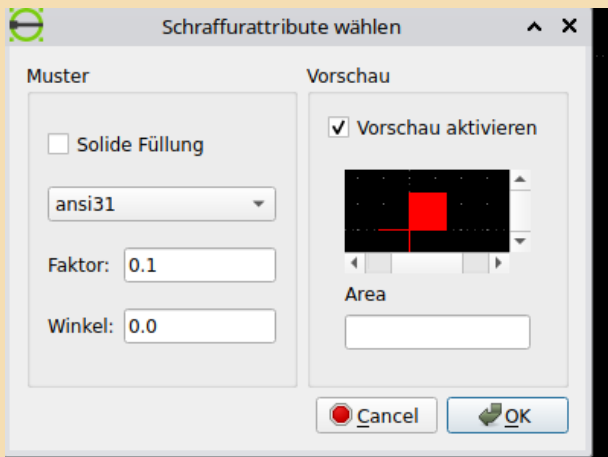 Schraffurattribute wählen
Muster
Solide Füllung
ansi31
Faktor: 0.1
Winkel: 0.0
Vorschau
Vorschau aktivieren
Area
Cancel
OK